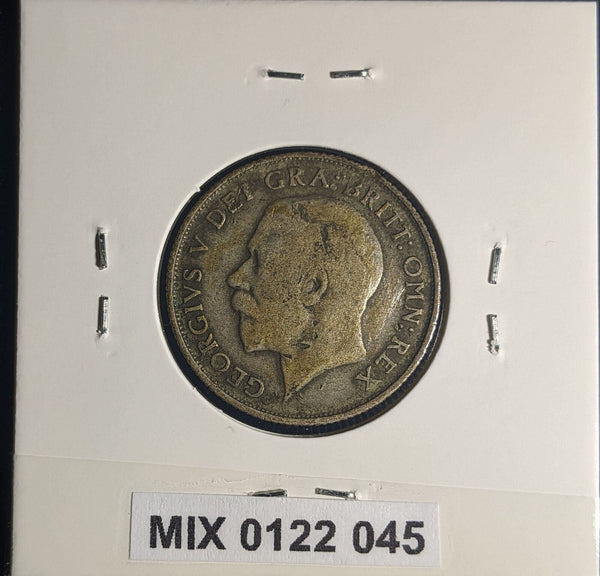 GEORGIVS V DEI GRA: BRITT: OMN: REX
MIX 0122 045